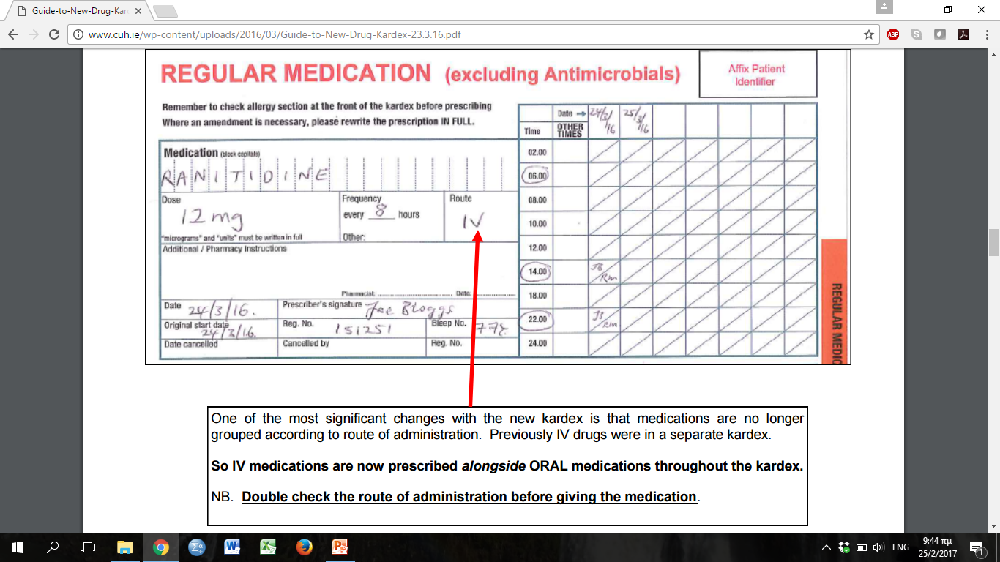 Guide-to-New-Drug-Kar
www.cuh.ie/wp-content/uploads/2016/03/Guide-to-New-Drug-Kardex-23.3.16.pdf
ABP
REGULAR MEDICATION (excluding Antimicrobials)
Affix Patient
Identifier
Remember to check allergy section at the front of the kardex before prescribing
Where an amendment is necessary, please rewrite the prescription IN FULL.
Date → 24/3/16 25/3/16
Time OTHER TIMES
Medication (block capitals)
RANITIDINE
Dose
12 mg
"micrograms" and "units" must be written in full
Frequency
every 8 hours
Other:
Route
IV
Additional / Pharmacy Instructions
Pharmacist: Date:
Date 24/3/16.
Prescriber's signature Joe Bloggs
Original start date 24/3/16.
Reg. No. 151251
Bleep No.
Date cancelled
Cancelled by
Reg. No.
02.00
06.00
08.00
10.00
12.00
14.00 JB/Rm
18.00
22.00 JB/Rm
24.00
REGULAR MEDIC
One of the most significant changes with the new kardex is that medications are no longer
grouped according to route of administration. Previously IV drugs were in a separate kardex.
So IV medications are now prescribed alongside ORAL medications throughout the kardex.
NB. Double check the route of administration before giving the medication.
ENG
9:44 πμ
25/2/2017
1